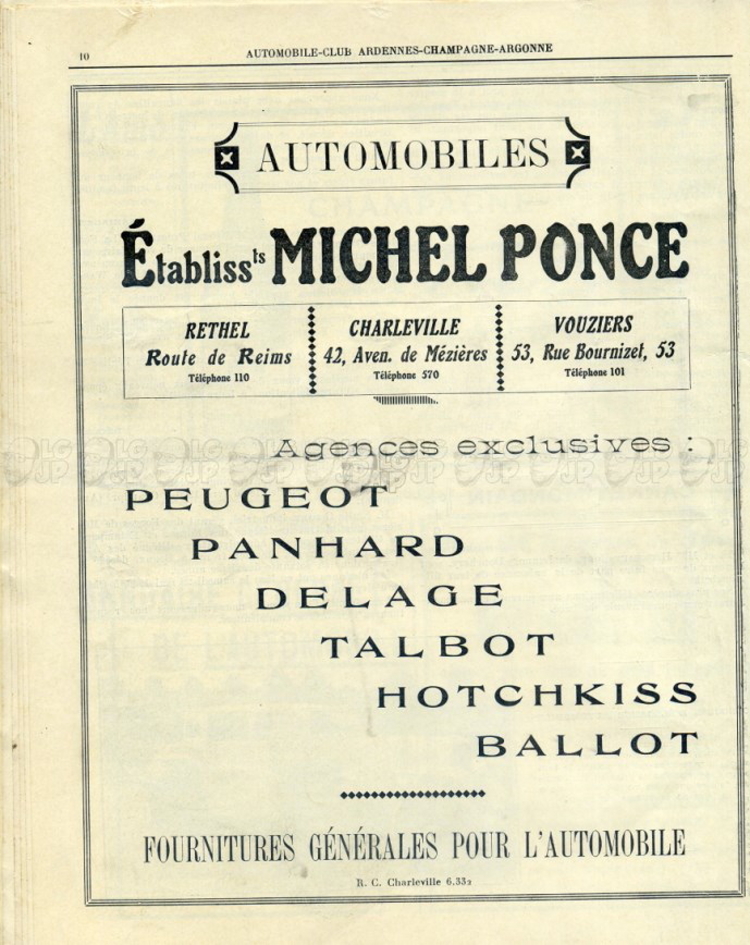 10
AUTOMOBILE-CLUB ARDENNES-CHAMPAGNE-ARGONNE
AUTOMOBILES
Établissts MICHEL PONCE
RETHEL
Route de Reims
Téléphone 110
CHARLEVILLE
42, Aven. de Mézières
Téléphone 570
VOUZIERS
53, Rue Bournizet, 53
Téléphone 101
Agences exclusives :
PEUGEOT
PANHARD
DELAGE
TALBOT
HOTCHKISS
BALLOT
FOURNITURES GÉNÉRALES POUR L'AUTOMOBILE
R. C. Charleville 6.332